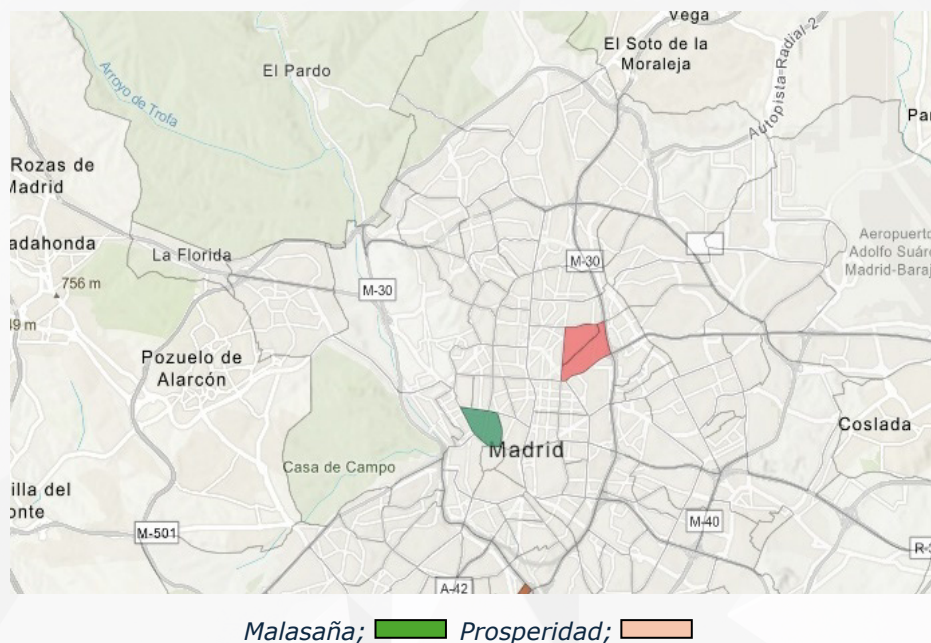 Vega
El Soto de la
Moraleja
Autopista Radial 2
El Pardo
Arroyo de Trofa
Rozas de
Madrid
adahonda
La Florida
756 m
49 m
M-30
M-30
Aeropuerto
Adolfo Suáre
Madrid-Baraj
Pozuelo de
Alarcón
Coslada
Madrid
Casa de Campo
illa del
onte
M-501
M-40
R-3
A-42
Malasaña; Prosperidad;